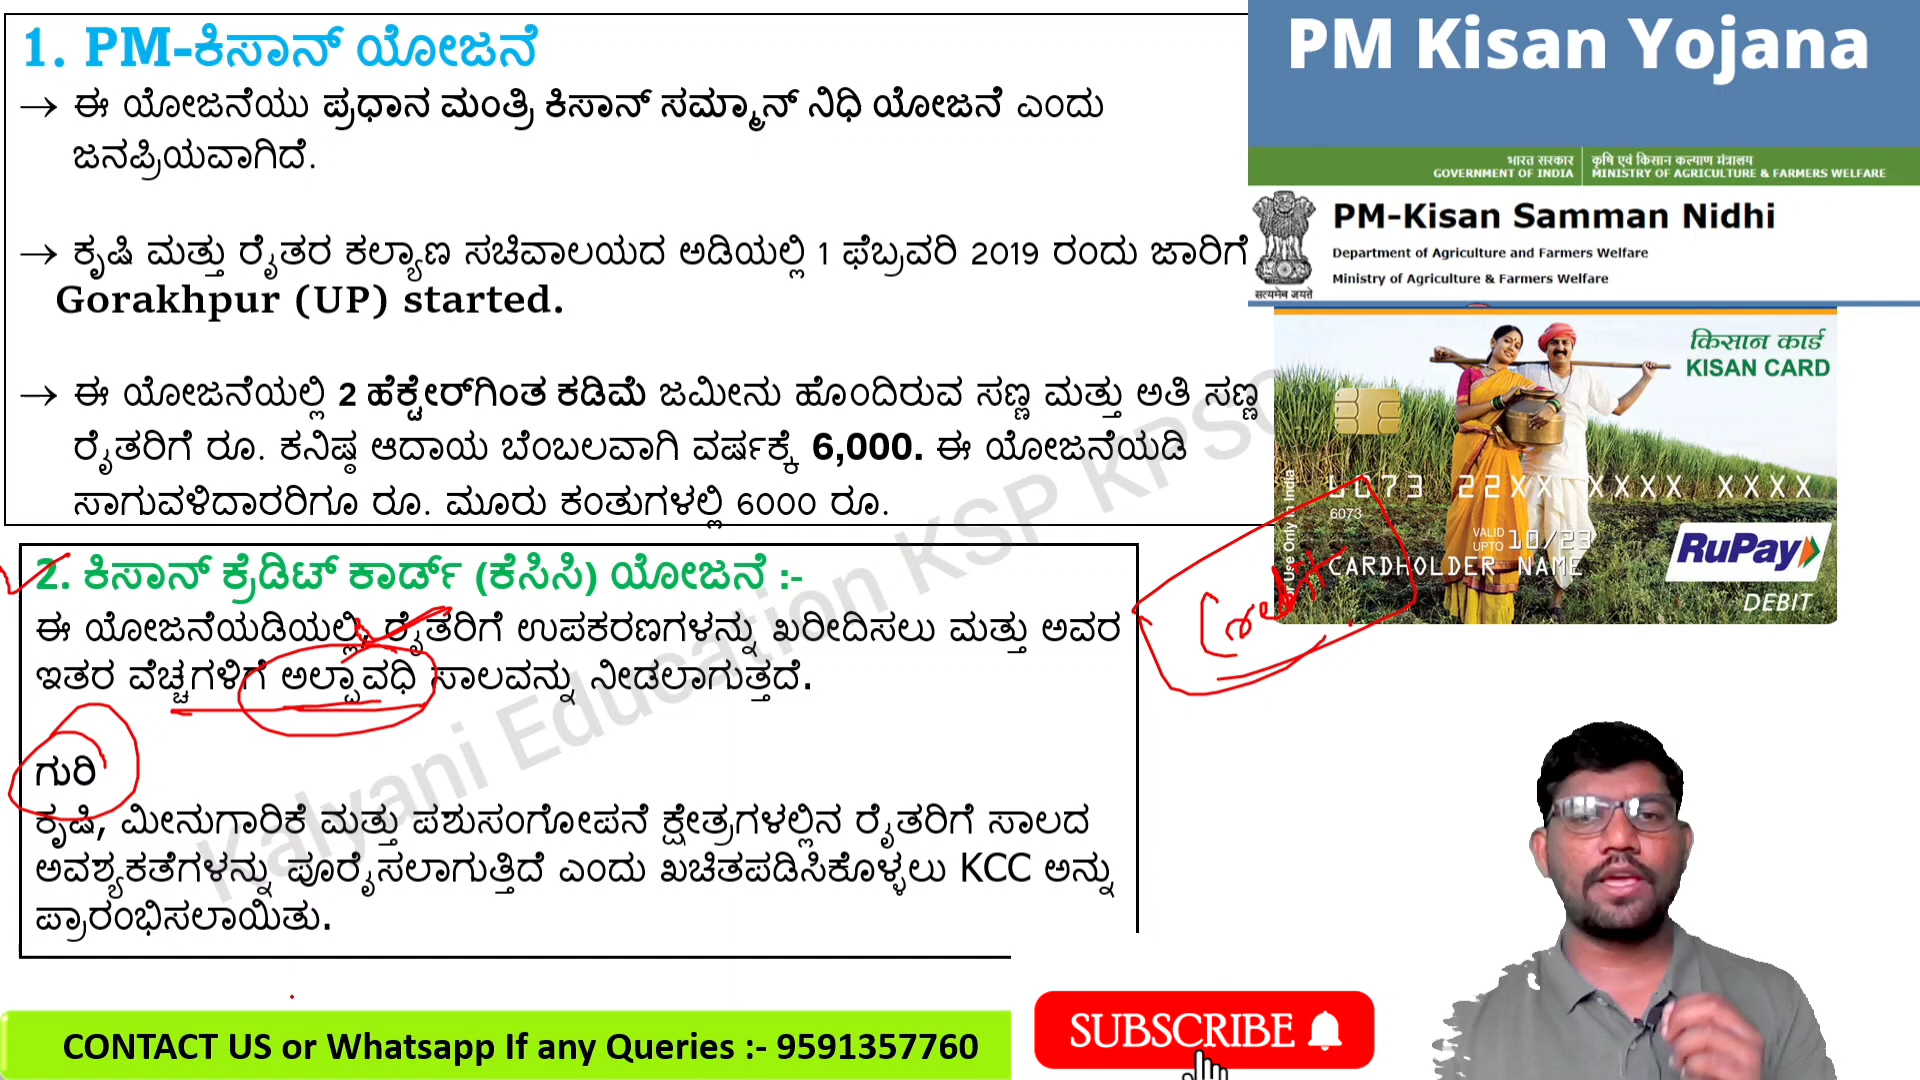 1. PM-ಕಿಸಾನ್ ಯೋಜನೆ
→ ಈ ಯೋಜನೆಯು ಪ್ರಧಾನ ಮಂತ್ರಿ ಕಿಸಾನ್ ಸಮ್ಮಾನ್ ನಿಧಿ ಯೋಜನೆ ಎಂದು
ಜನಪ್ರಿಯವಾಗಿದೆ.
→ ಕೃಷಿ ಮತ್ತು ರೈತರ ಕಲ್ಯಾಣ ಸಚಿವಾಲಯದ ಅಡಿಯಲ್ಲಿ 1 ಫೆಬ್ರವರಿ 2019 ರಂದು ಜಾರಿಗೆ
Gorakhpur (UP) started.
→ ಈ ಯೋಜನೆಯಲ್ಲಿ 2 ಹೆಕ್ಟೇರ್‌ಗಿಂತ ಕಡಿಮೆ ಜಮೀನು ಹೊಂದಿರುವ ಸಣ್ಣ ಮತ್ತು ಅತಿ ಸಣ್ಣ
ರೈತರಿಗೆ ರೂ. ಕನಿಷ್ಠ ಆದಾಯ ಬೆಂಬಲವಾಗಿ ವರ್ಷಕ್ಕೆ 6,000. ಈ ಯೋಜನೆಯಡಿ
ಸಾಗುವಳಿದಾರರಿಗೂ ರೂ. ಮೂರು ಕಂತುಗಳಲ್ಲಿ 6000 ರೂ.
2. ಕಿಸಾನ್ ಕ್ರೆಡಿಟ್ ಕಾರ್ಡ್ (ಕೆಸಿಸಿ) ಯೋಜನೆ :-
ಈ ಯೋಜನೆಯಡಿಯಲ್ಲಿ, ರೈತರಿಗೆ ಉಪಕರಣಗಳನ್ನು ಖರೀದಿಸಲು ಮತ್ತು ಅವರ
ಇತರ ವೆಚ್ಚಗಳಿಗೆ ಅಲ್ಪಾವಧಿ ಸಾಲವನ್ನು ನೀಡಲಾಗುತ್ತದೆ.
ಗುರಿ
ಕೃಷಿ, ಮೀನುಗಾರಿಕೆ ಮತ್ತು ಪಶುಸಂಗೋಪನೆ ಕ್ಷೇತ್ರಗಳಲ್ಲಿನ ರೈತರಿಗೆ ಸಾಲದ
ಅವಶ್ಯಕತೆಗಳನ್ನು ಪೂರೈಸಲಾಗುತ್ತಿದೆ ಎಂದು ಖಚಿತಪಡಿಸಿಕೊಳ್ಳಲು KCC ಅನ್ನು
ಪ್ರಾರಂಭಿಸಲಾಯಿತು.
Kalyani Education KSP KPSC
PM Kisan Yojana
भारत सरकार
GOVERNMENT OF INDIA
कृषि एवं किसान कल्याण मंत्रालय
MINISTRY OF AGRICULTURE & FARMERS WELFARE
PM-Kisan Samman Nidhi
Department of Agriculture and Farmers Welfare
Ministry of Agriculture & Farmers Welfare
सत्यमेव जयते
किसान कार्ड
KISAN CARD
22XX XXXX XXXX
6073
VALID
UPTO 10/23
CARDHOLDER NAME
RuPay
DEBIT
Use Only India
Credit
CONTACT US or Whatsapp If any Queries :- 9591357760
SUBSCRIBE